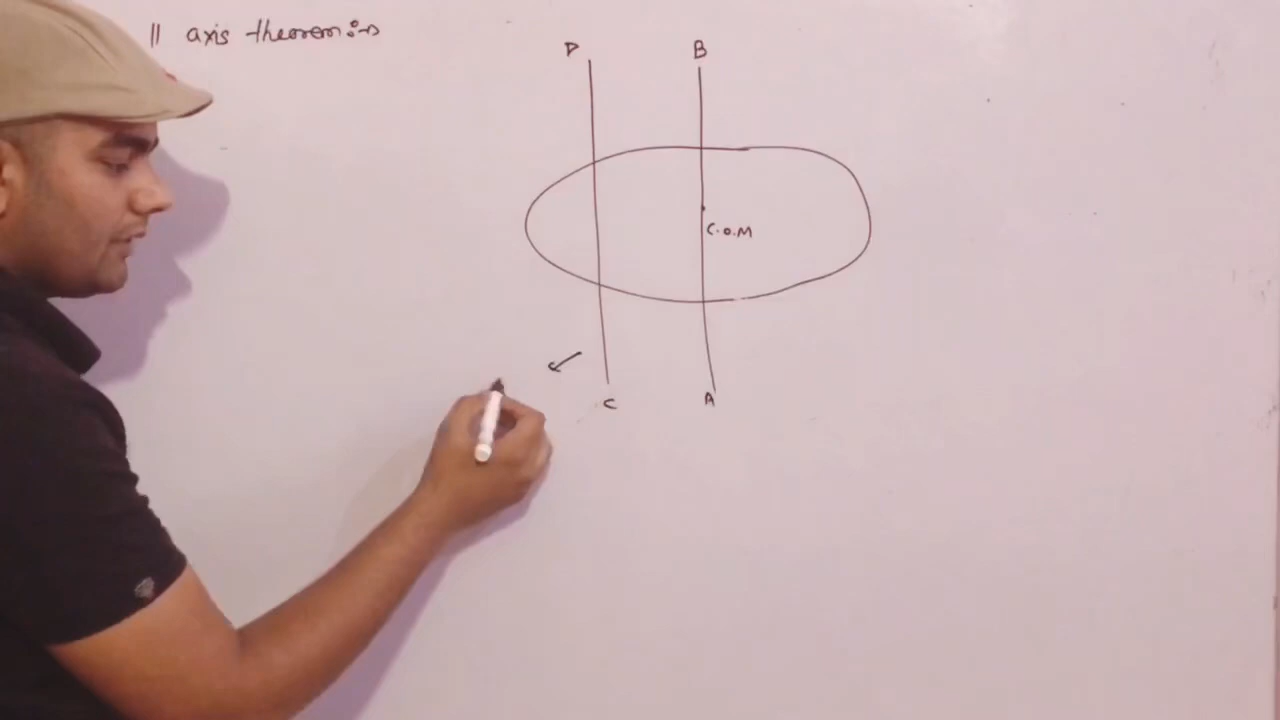 || axis theorem :→
D B
C.O.M
C A